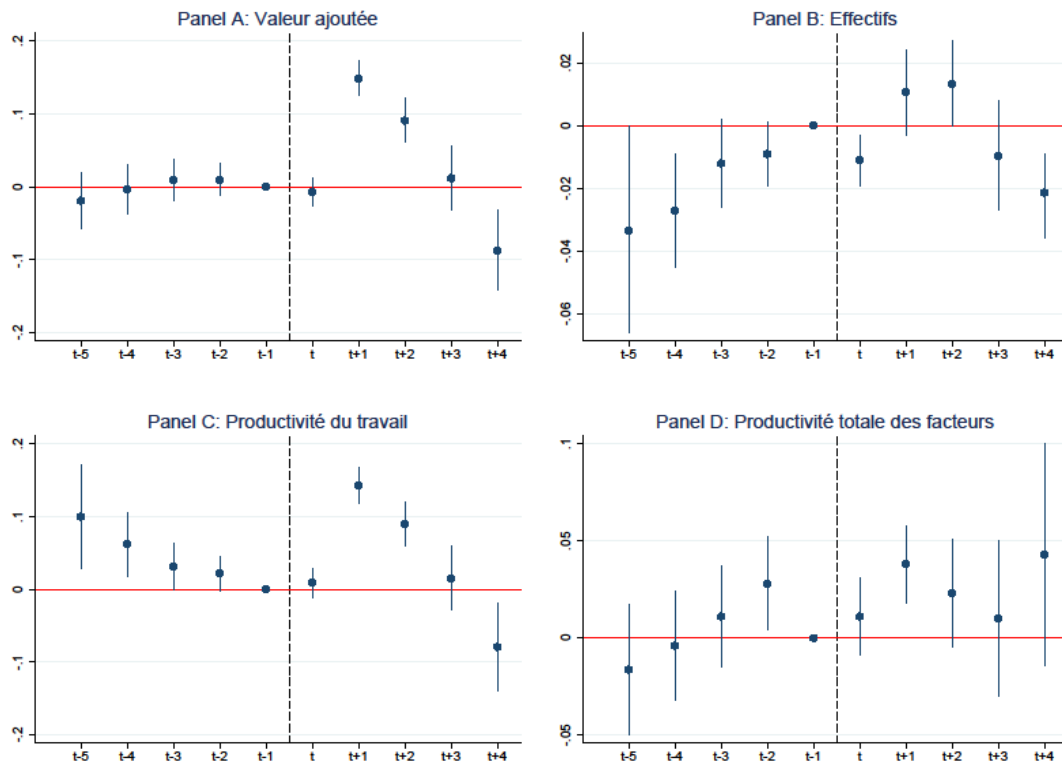 Panel A: Valeur ajoutée
.2
.1
0
-.1
-.2
t-5 t-4 t-3 t-2 t-1 t t+1 t+2 t+3 t+4
Panel B: Effectifs
.02
0
-.02
-.04
-.06
t-5 t-4 t-3 t-2 t-1 t t+1 t+2 t+3 t+4
Panel C: Productivité du travail
.2
.1
0
-.1
-.2
t-5 t-4 t-3 t-2 t-1 t t+1 t+2 t+3 t+4
Panel D: Productivité totale des facteurs
.1
.05
0
-.05
t-5 t-4 t-3 t-2 t-1 t t+1 t+2 t+3 t+4